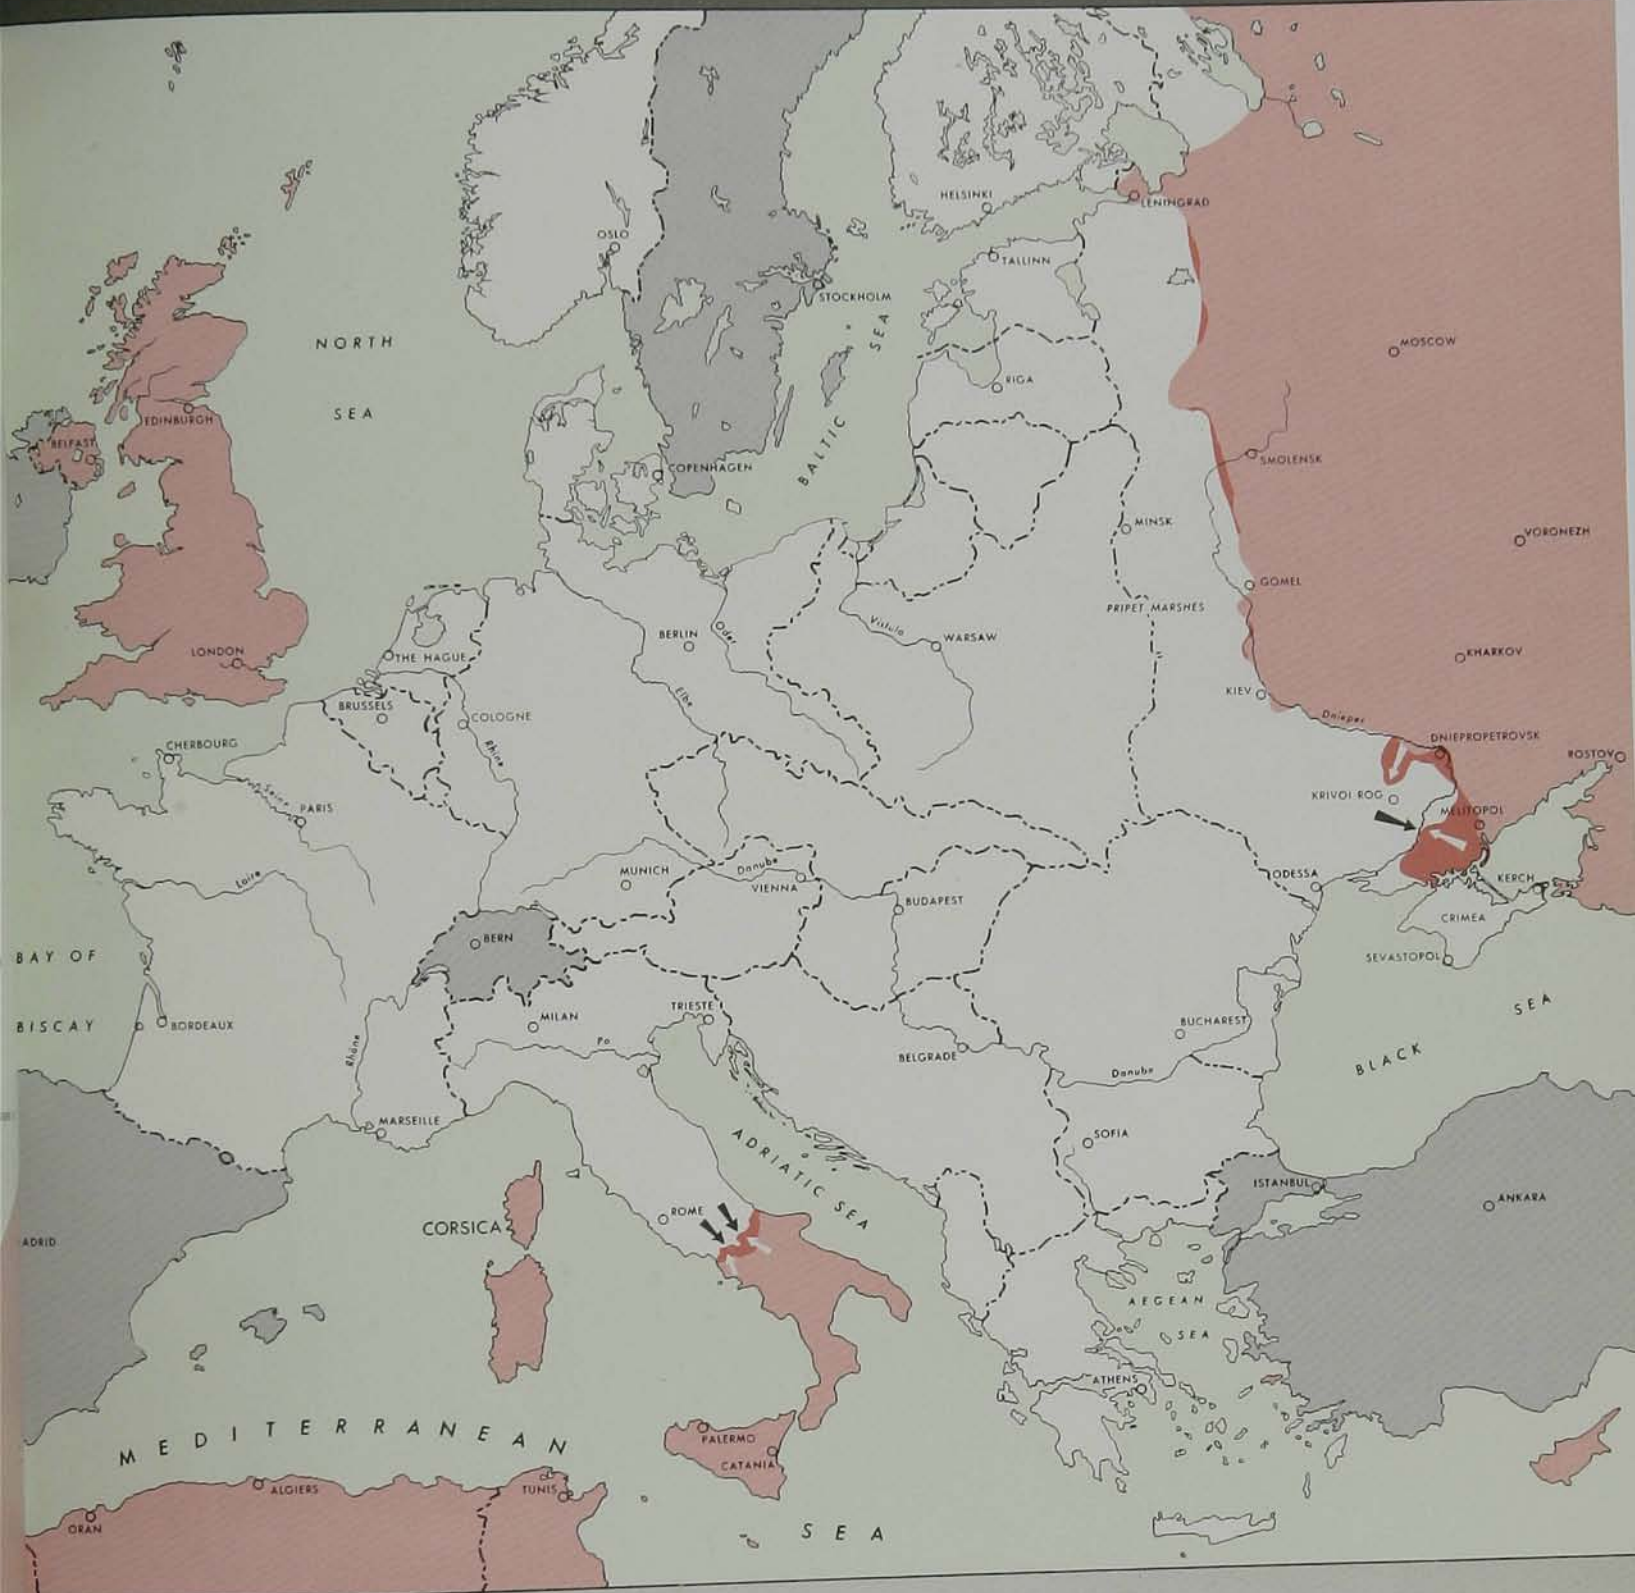 HELSINKI
LENINGRAD
OSLO
TALLINN
STOCKHOLM
NORTH
SEA
BALTIC
SEA
MOSCOW
RIGA
EDINBURGH
BELFAST
COPENHAGEN
SMOLENSK
MINSK
VORONEZH
GOMEL
PRIPET MARSHES
Vistula
WARSAW
BERLIN
Oder
Elbe
LONDON
THE HAGUE
KHARKOV
KIEV
BRUSSELS
COLOGNE
Rhine
Dnieper
DNIEPROPETROVSK
ROSTOV
CHERBOURG
Seine
PARIS
KRIVOI ROG
MELITOPOL
Loire
MUNICH
Danube
VIENNA
BUDAPEST
ODESSA
KERCH
CRIMEA
SEVASTOPOL
BERN
BAY OF
BISCAY
BORDEAUX
Rhône
MILAN
TRIESTE
Po
BELGRADE
BUCHAREST
Danube
BLACK
SEA
MARSEILLE
ADRIATIC SEA
SOFIA
ISTANBUL
ANKARA
ROME
CORSICA
ADRID
AEGEAN
SEA
ATHENS
MEDITERRANEAN
SEA
PALERMO
CATANIA
ALGIERS
TUNIS
ORAN